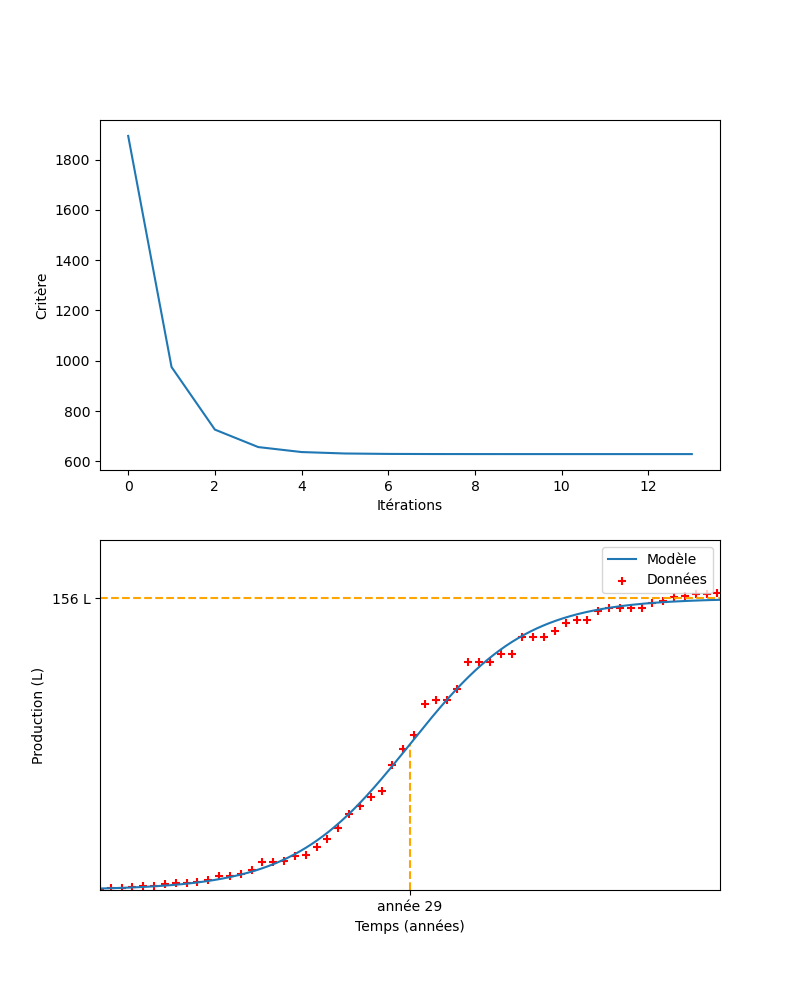 1800
1600
1400
1200
1000
800
600
Critère
0 2 4 6 8 10 12
Itérations
Modèle
Données
156 L
Production (L)
année 29
Temps (années)